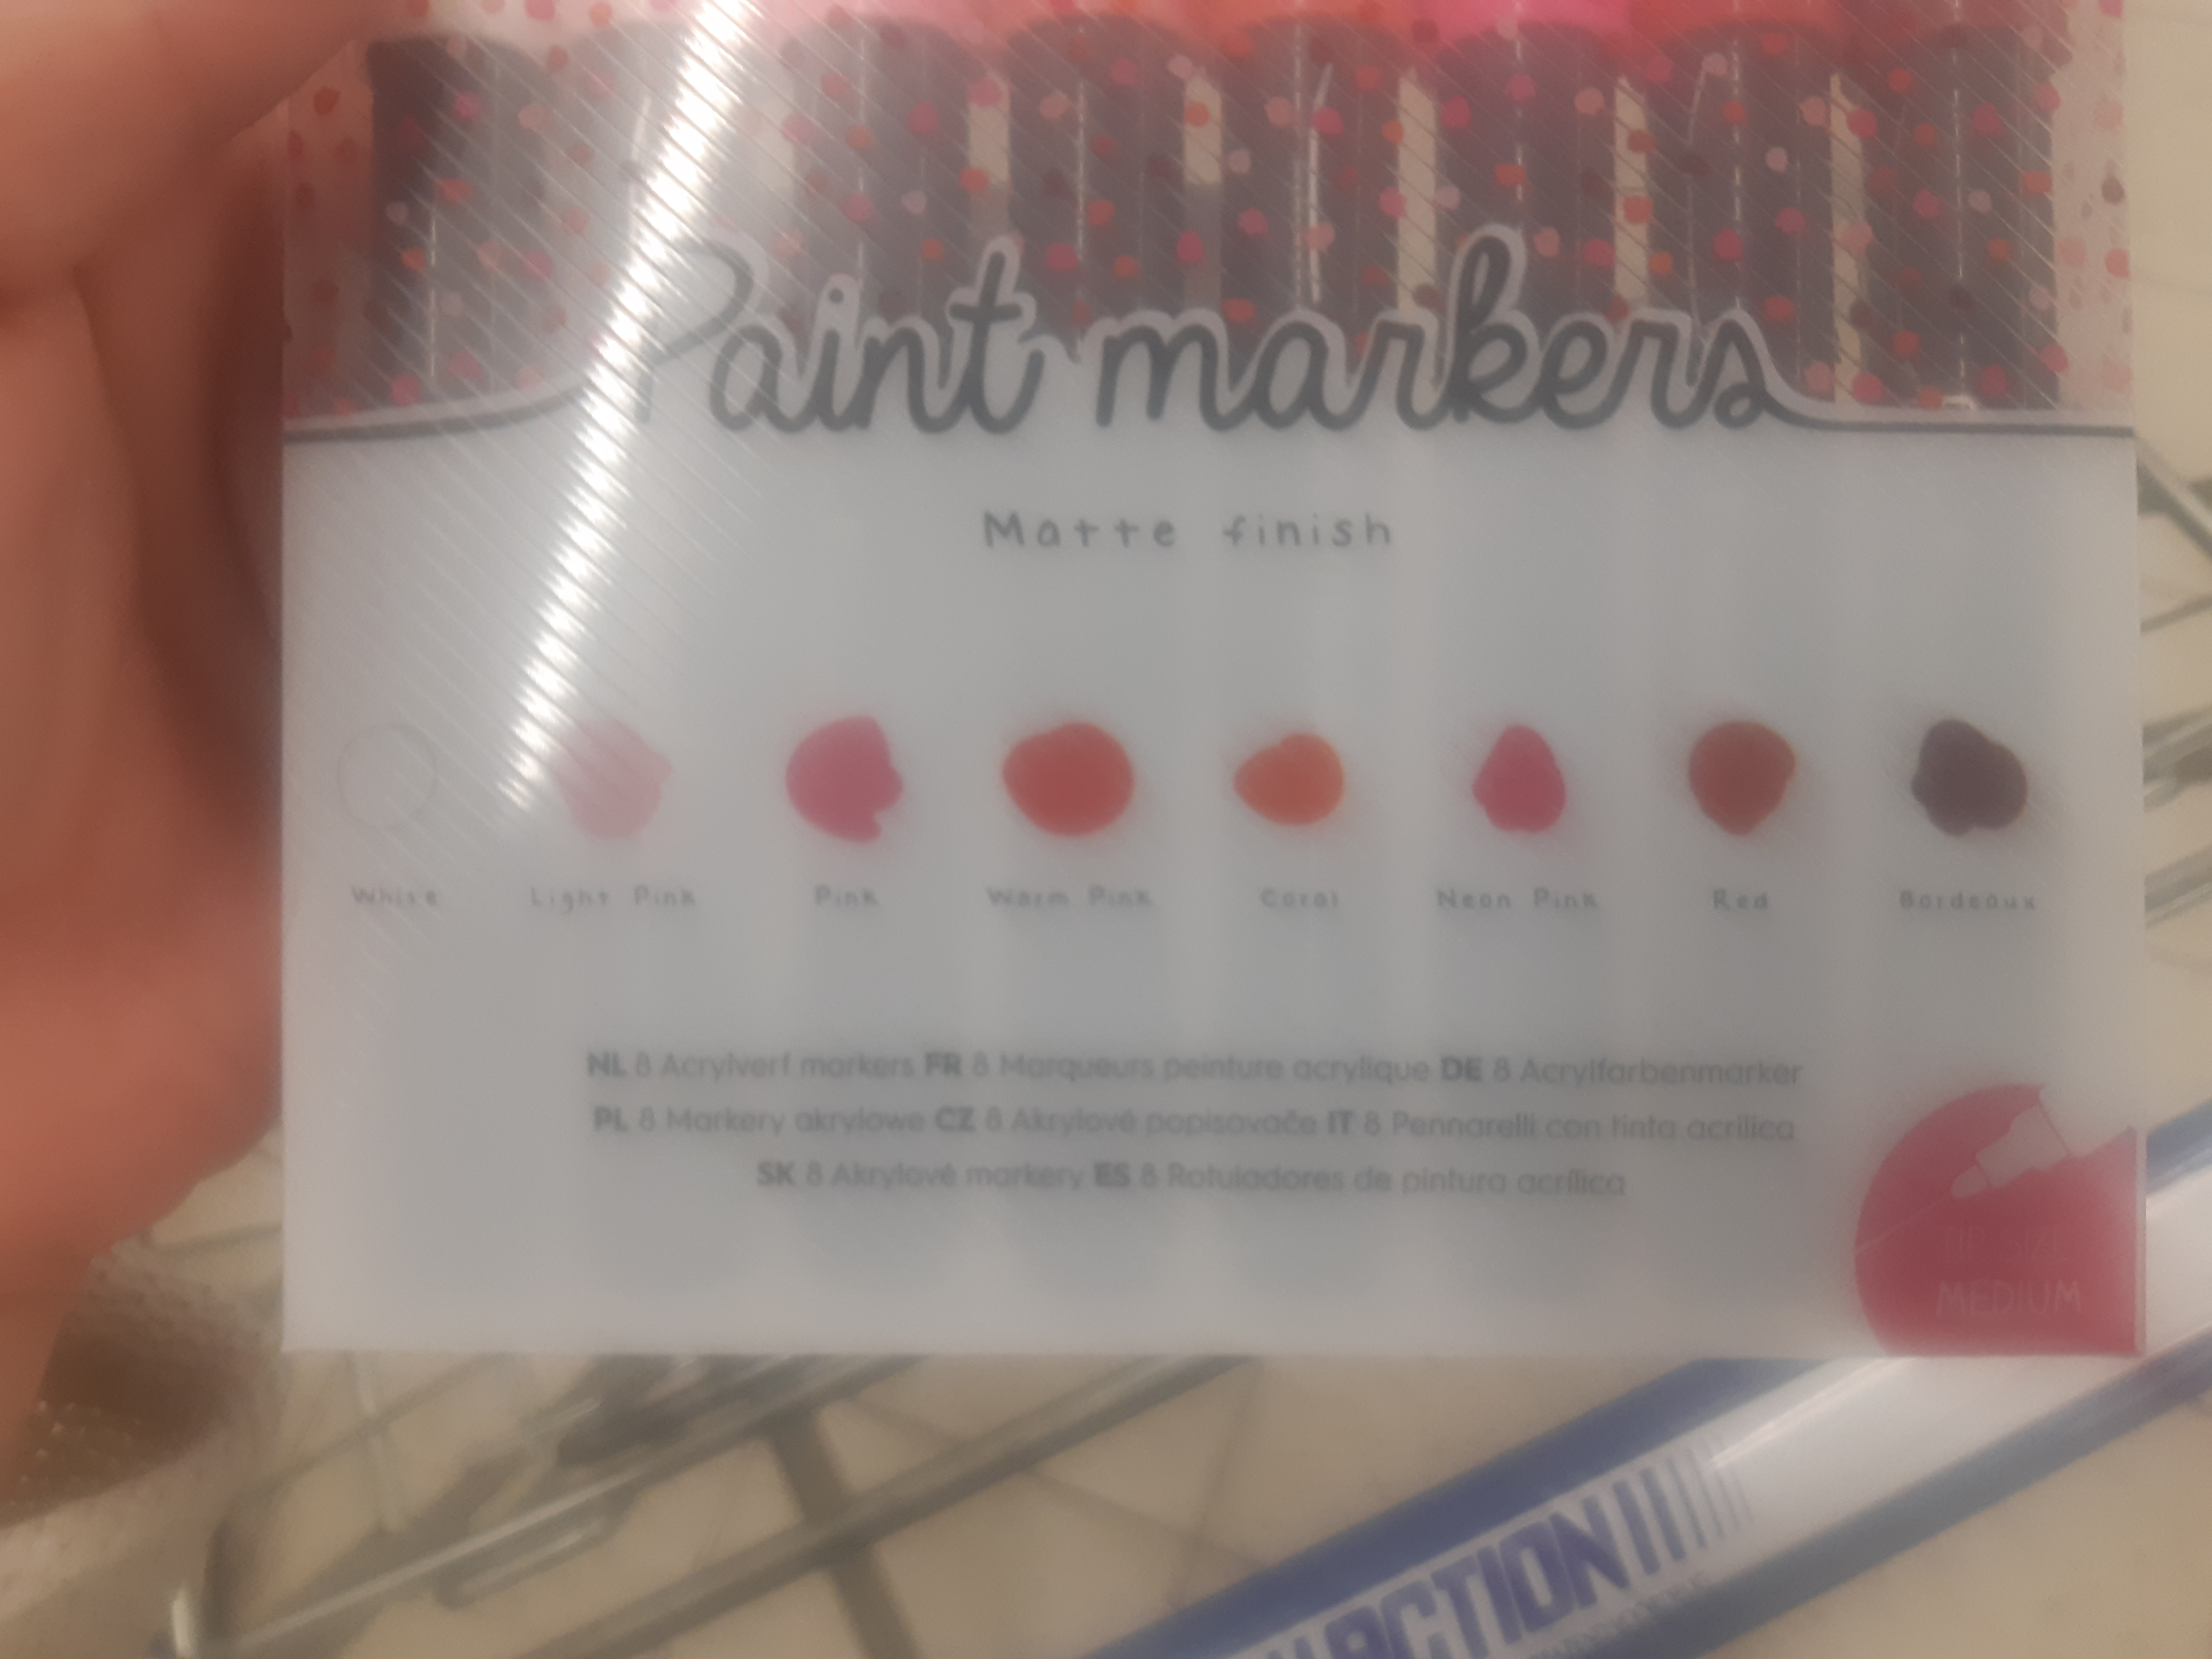 Paint markers
Matte finish
White Light Pink Pink Warm Pink Coral Neon Pink Red Bordeaux
NL 8 Acrylverf markers FR 8 Marqueurs peinture acrylique DE 8 Acrylfarbenmarker
PL 8 Markery akrylowe CZ 8 Akrylové popisovače IT 8 Pennarelli con tinta acrilica
SK 8 Akrylové markery ES 8 Rotuladores de pintura acrílica
MEDIUM
ACTION